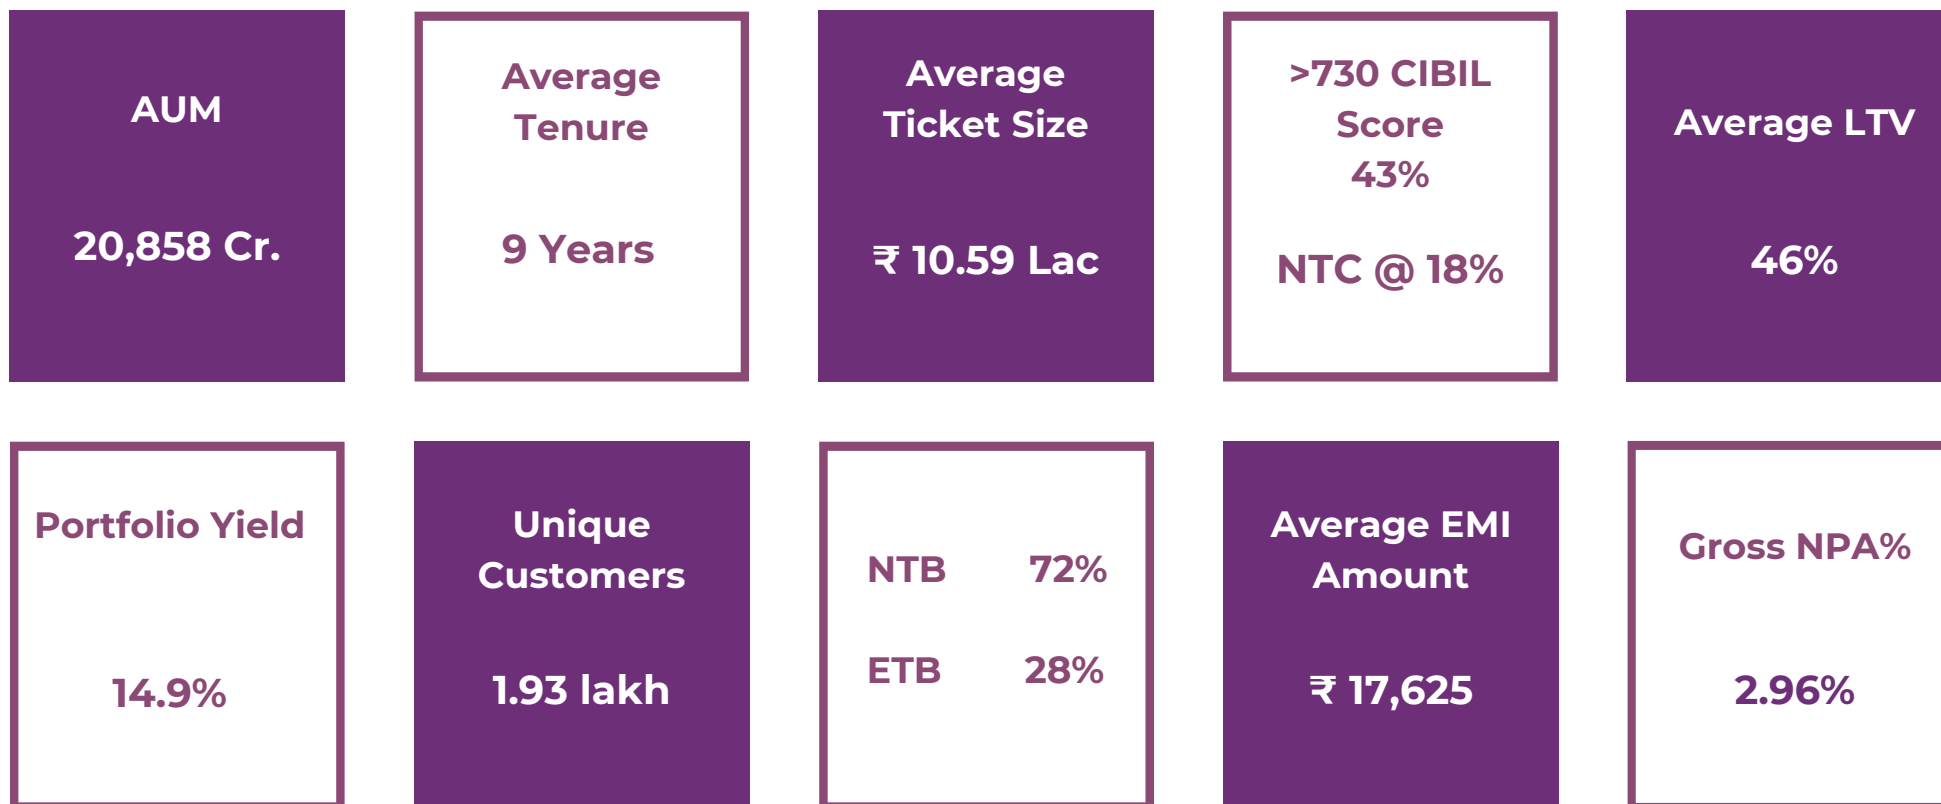 AUM
20,858 Cr.
Average
Tenure
9 Years
Average
Ticket Size
₹ 10.59 Lac
>730 CIBIL
Score
43%
NTC @ 18%
Average LTV
46%
Portfolio Yield
14.9%
Unique
Customers
1.93 lakh
NTB 72%
ETB 28%
Average EMI
Amount
₹ 17,625
Gross NPA%
2.96%